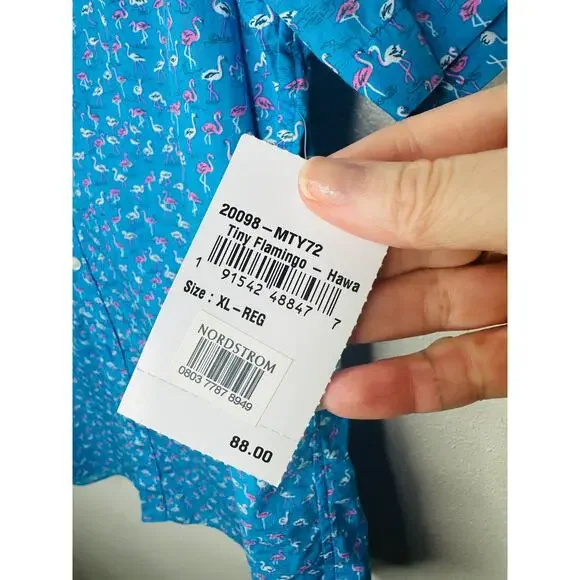 20098-MTY72
Tiny Flamingo - Hawa
1 91542 48847 7
Size : XL-REG
NORDSTROM
0803 7787 8949
88.00